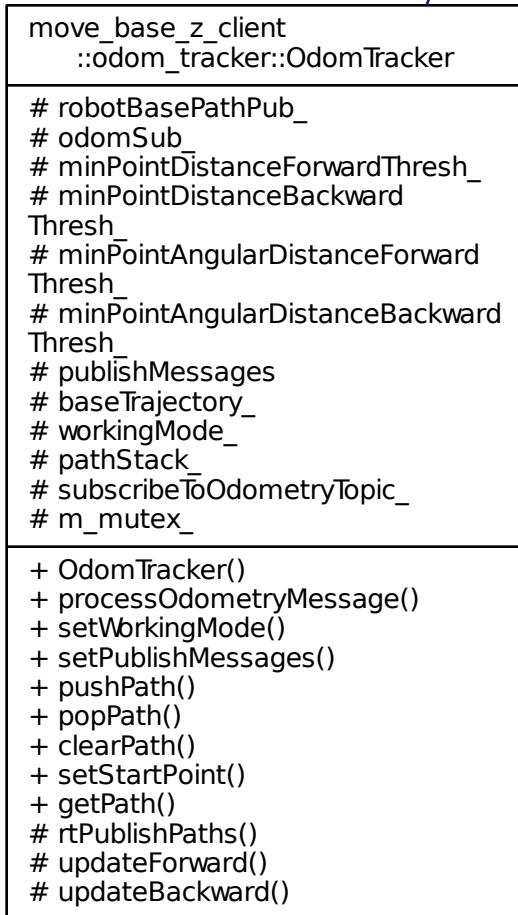 move_base_z_client
::odom_tracker::OdomTracker
# robotBasePathPub_
# odomSub_
# minPointDistanceForwardThresh_
# minPointDistanceBackward
Thresh_
# minPointAngularDistanceForward
Thresh_
# minPointAngularDistanceBackward
Thresh_
# publishMessages
# baseTrajectory_
# workingMode_
# pathStack_
# subscribeToOdometryTopic_
# m_mutex_
+ OdomTracker()
+ processOdometryMessage()
+ setWorkingMode()
+ setPublishMessages()
+ pushPath()
+ popPath()
+ clearPath()
+ setStartPoint()
+ getPath()
# rtPublishPaths()
# updateForward()
# updateBackward()